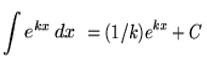 ∫ e^{kx} dx = (1/k)e^{kx} + C